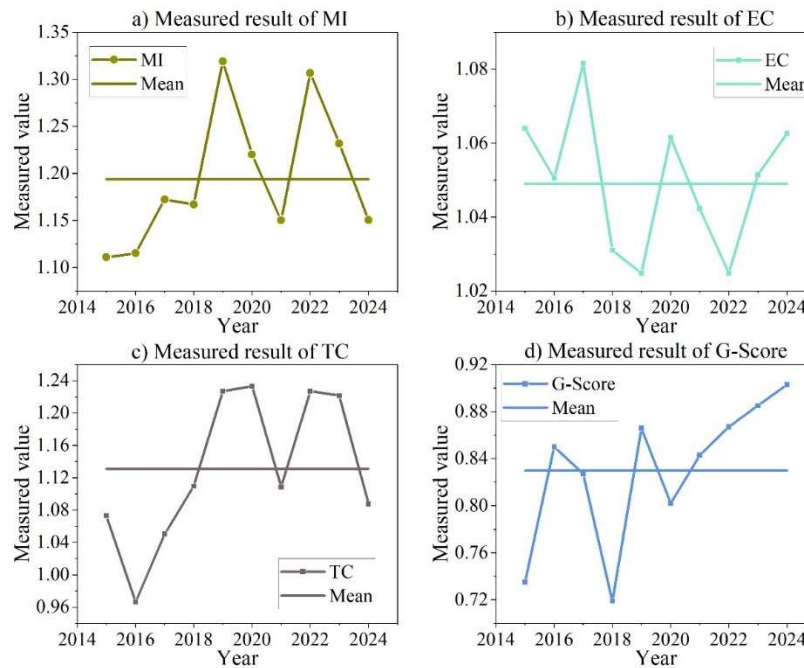 a) Measured result of MI
1.35
1.30
1.25
1.20
1.15
1.10
MI
Mean
Measured value
2014 2016 2018 2020 2022 2024
Year
b) Measured result of EC
1.08
1.06
1.04
1.02
EC
Mean
Measured value
2014 2016 2018 2020 2022 2024
Year
c) Measured result of TC
1.24
1.20
1.13
1.08
1.00
0.96
TC
Mean
Measured value
2014 2016 2018 2020 2022 2024
Year
d) Measured result of G-Score
0.92
0.88
0.84
0.80
0.76
0.72
G-Score
Mean
Measured value
2014 2016 2018 2020 2022 2024
Year